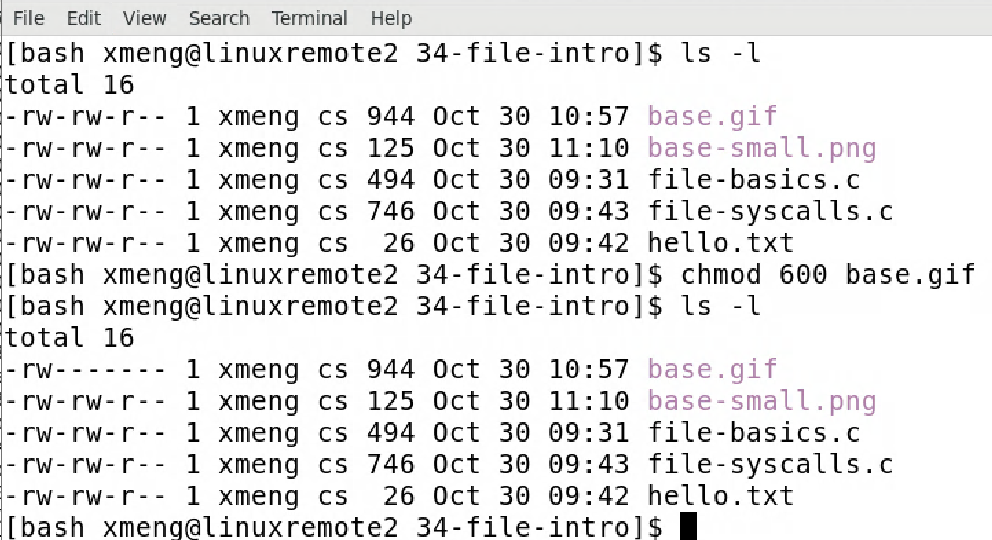 File Edit View Search Terminal Help
[bash xmeng@linuxremote2 34-file-intro]$ ls -l
total 16
-rw-rw-r-- 1 xmeng cs 944 Oct 30 10:57 base.gif
-rw-rw-r-- 1 xmeng cs 125 Oct 30 11:10 base-small.png
-rw-rw-r-- 1 xmeng cs 494 Oct 30 09:31 file-basics.c
-rw-rw-r-- 1 xmeng cs 746 Oct 30 09:43 file-syscalls.c
-rw-rw-r-- 1 xmeng cs  26 Oct 30 09:42 hello.txt
[bash xmeng@linuxremote2 34-file-intro]$ chmod 600 base.gif
[bash xmeng@linuxremote2 34-file-intro]$ ls -l
total 16
-rw------- 1 xmeng cs 944 Oct 30 10:57 base.gif
-rw-rw-r-- 1 xmeng cs 125 Oct 30 11:10 base-small.png
-rw-rw-r-- 1 xmeng cs 494 Oct 30 09:31 file-basics.c
-rw-rw-r-- 1 xmeng cs 746 Oct 30 09:43 file-syscalls.c
-rw-rw-r-- 1 xmeng cs  26 Oct 30 09:42 hello.txt
[bash xmeng@linuxremote2 34-file-intro]$